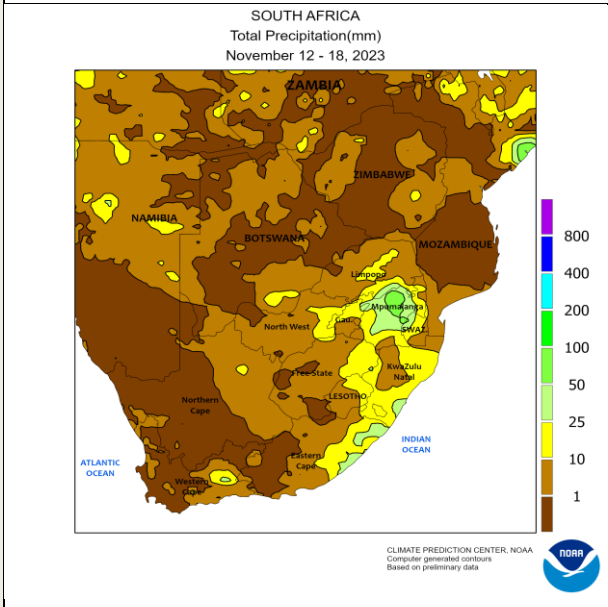 SOUTH AFRICA
Total Precipitation(mm)
November 12 - 18, 2023
ZAMBIA
ZIMBABWE
NAMIBIA
BOTSWANA
MOZAMBIQUE
Limpopo
Mpumalanga
Gau.
SWAZ.
North West
Free State
KwaZulu
Natal
LESOTHO
Northern
Cape
Eastern
Cape
Western
Cape
ATLANTIC
OCEAN
INDIAN
OCEAN
800
400
200
100
50
25
10
1
CLIMATE PREDICTION CENTER, NOAA
Computer generated contours
Based on preliminary data
NOAA